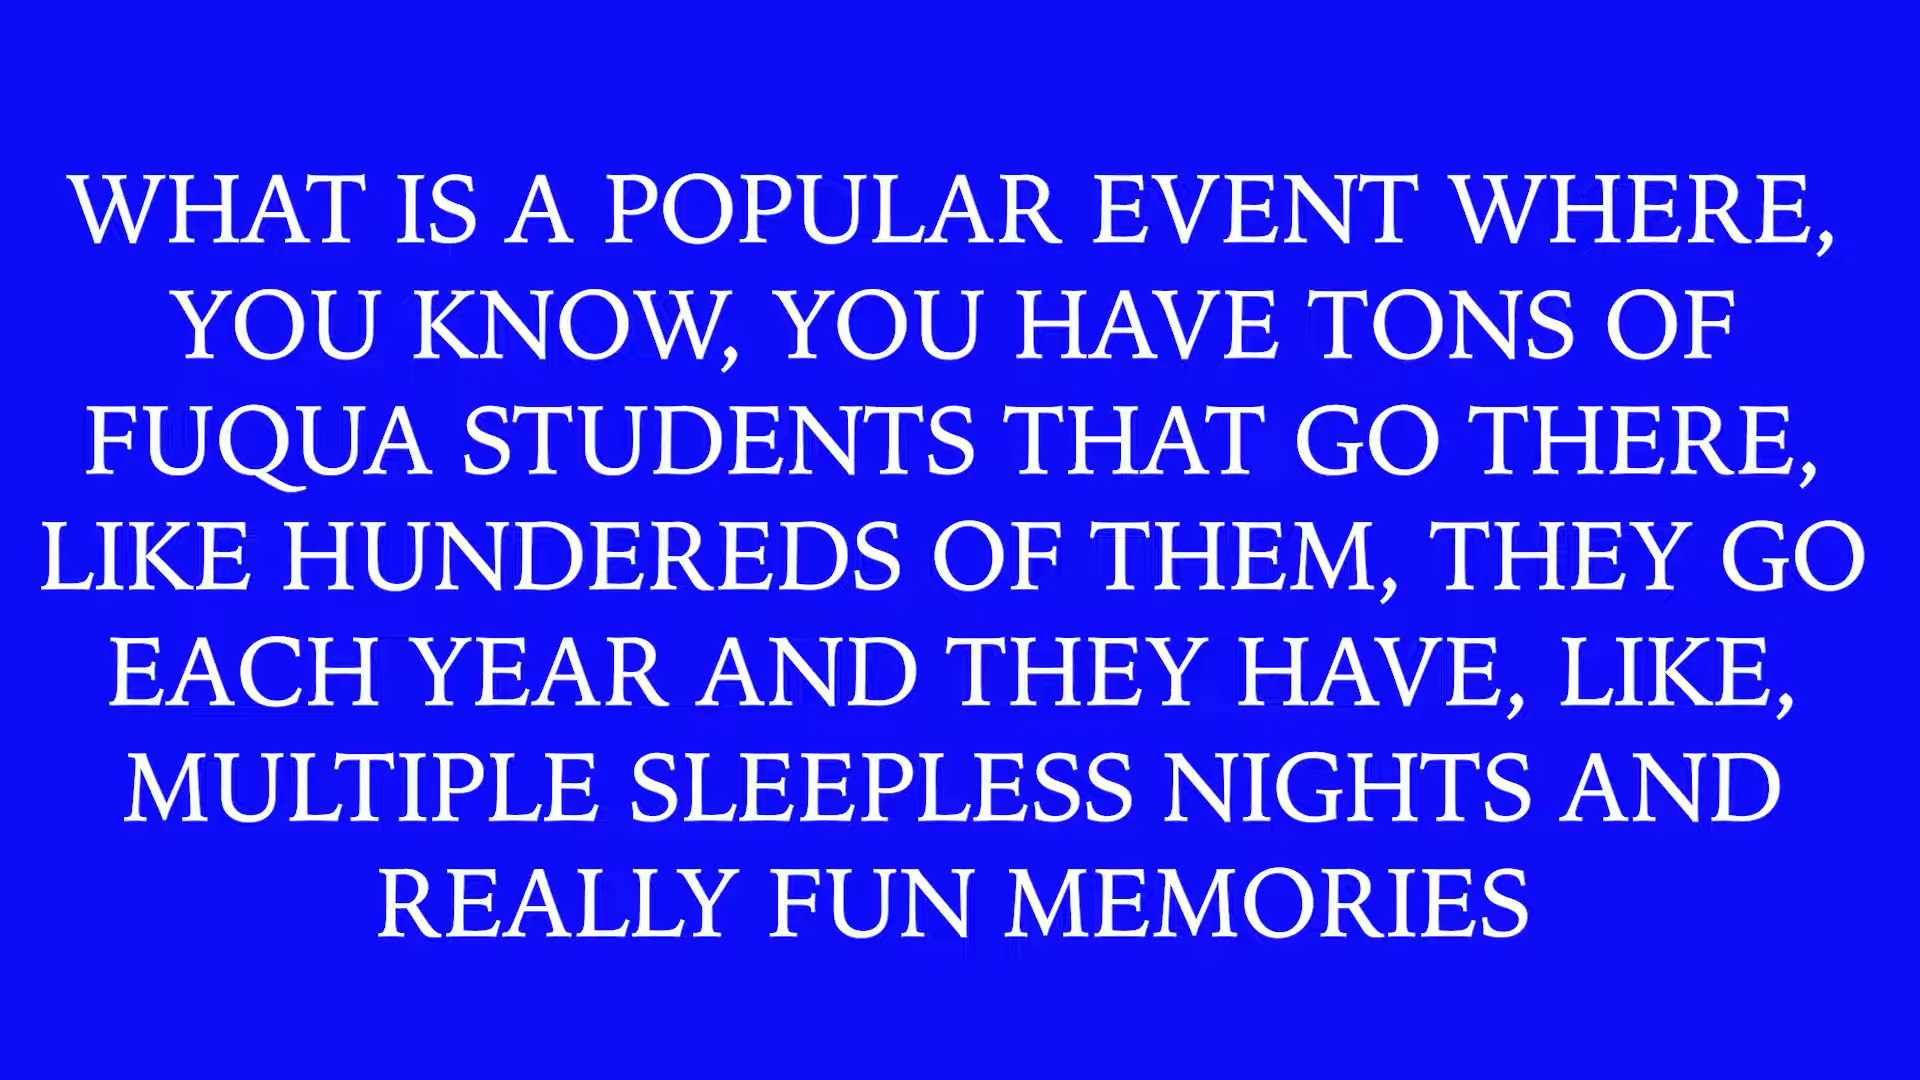 WHAT IS A POPULAR EVENT WHERE,
YOU KNOW, YOU HAVE TONS OF
FUQUA STUDENTS THAT GO THERE,
LIKE HUNDEREDS OF THEM, THEY GO
EACH YEAR AND THEY HAVE, LIKE,
MULTIPLE SLEEPLESS NIGHTS AND
REALLY FUN MEMORIES